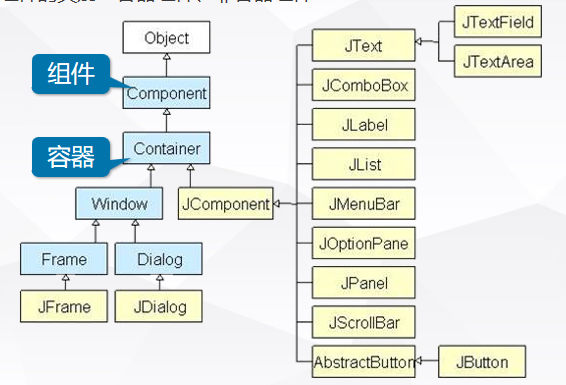 Object
组件
Component
容器
Container
Window
JComponent
Frame
Dialog
JFrame
JDialog
JText
JComboBox
JLabel
JList
JMenuBar
JOptionPane
JPanel
JScrollBar
AbstractButton
JTextField
JTextArea
JButton